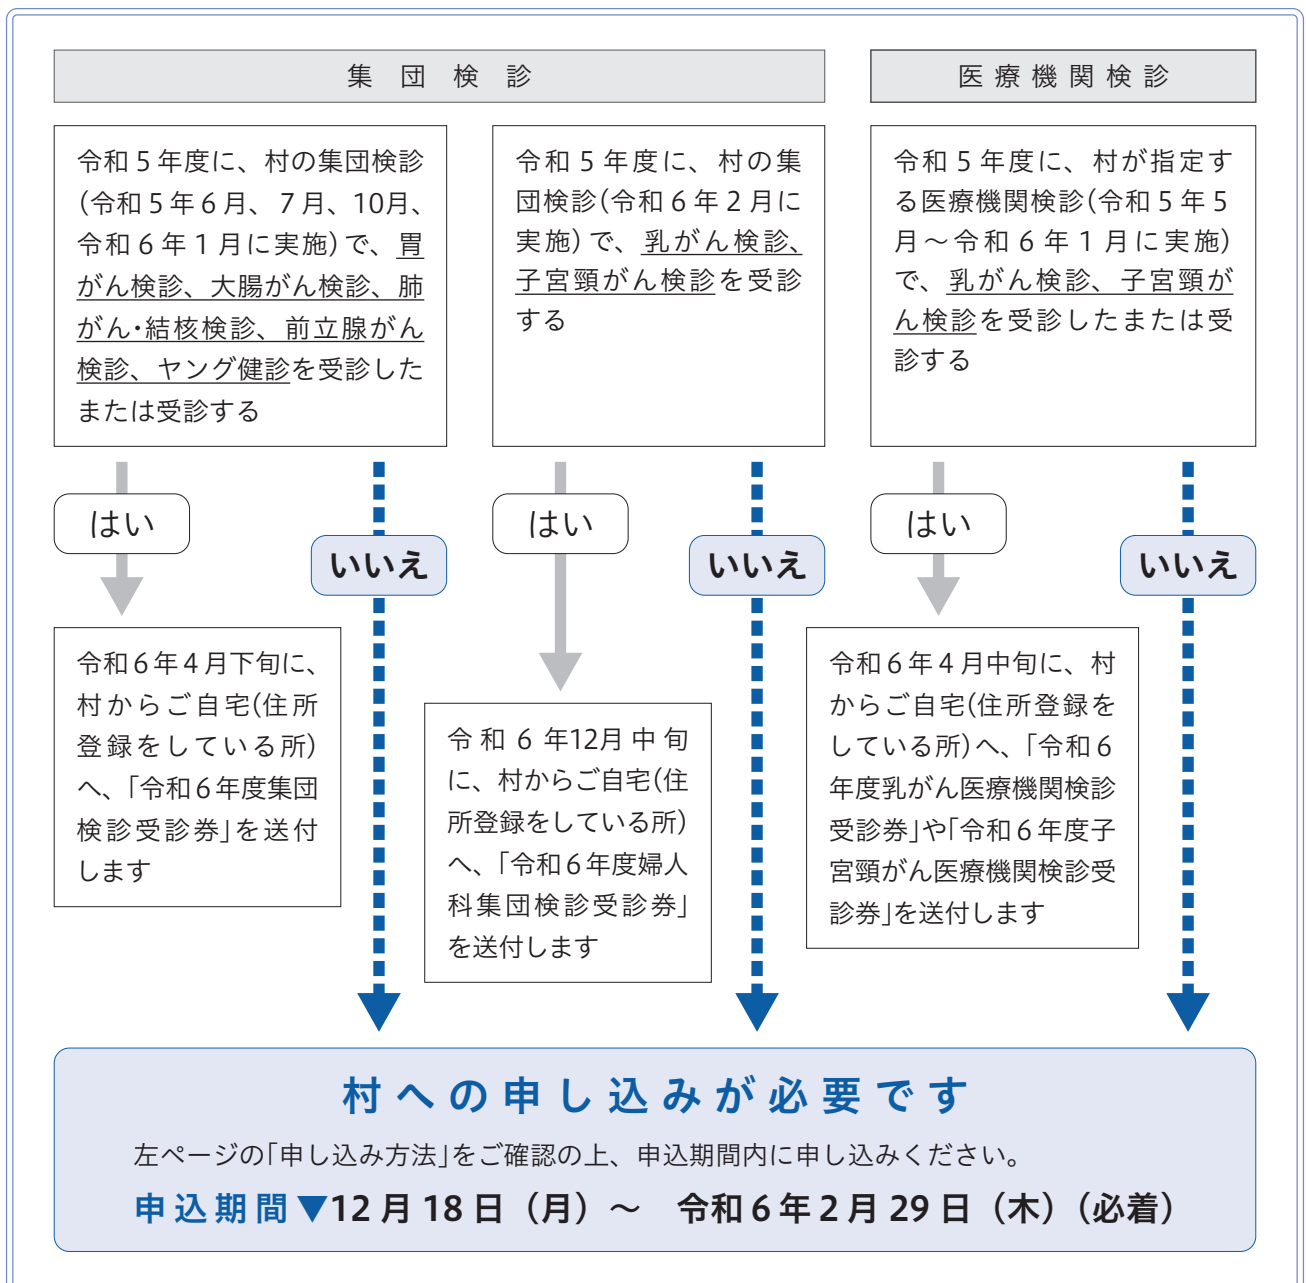 集団検診
令和5年度に、村の集団検診
(令和5年6月、7月、10月、
令和6年1月に実施)で、胃
がん検診、大腸がん検診、肺
がん・結核検診、前立腺がん
検診、ヤング健診を受診した
または受診する
令和5年度に、村の集
団検診(令和6年2月に
実施)で、乳がん検診、
子宮頸がん検診を受診
する
医療機関検診
令和5年度に、村が指定す
る医療機関検診(令和5年5
月～令和6年1月に実施)
で、乳がん検診、子宮頸が
ん検診を受診したまたは受
診する
はい
いいえ
はい
いいえ
はい
いいえ
令和6年4月下旬に、
村からご自宅(住所
登録をしている所)
へ、「令和6年度集団
検診受診券」を送付
します
令和6年12月中旬
に、村からご自宅(住
所登録をしている所)
へ、「令和6年度婦人
科集団検診受診券」
を送付します
令和6年4月中旬に、村
からご自宅(住所登録を
している所)へ、「令和6
年度乳がん医療機関検診
受診券」や「令和6年度子
宮頸がん医療機関検診受
診券」を送付します
村への申し込みが必要です
左ページの「申し込み方法」をご確認の上、申込期間内に申し込みください。
申込期間▼12月18日（月）～　令和6年2月29日（木）（必着）